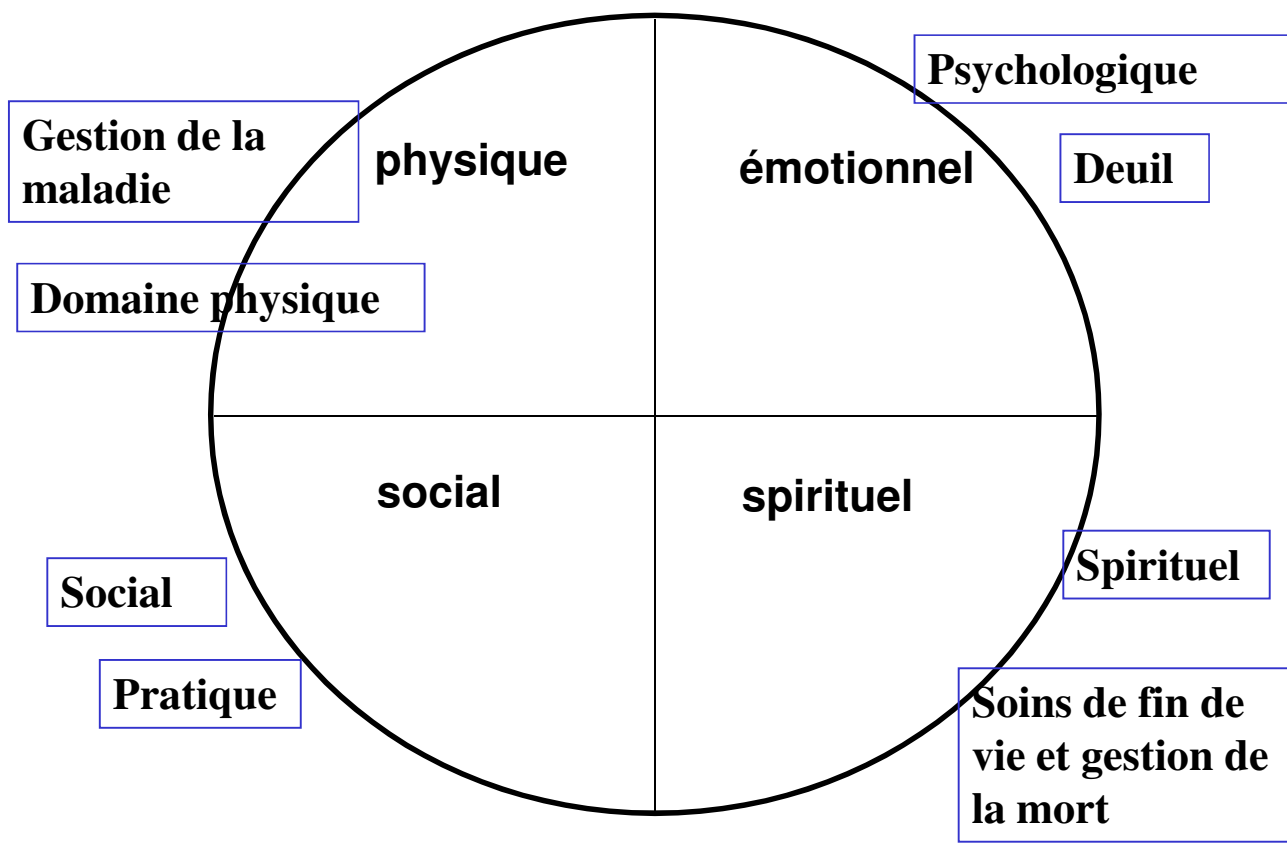 Psychologique
Gestion de la
maladie
physique
émotionnel
Deuil
Domaine physique
social
spirituel
Social
Spirituel
Pratique
Soins de fin de
vie et gestion de
la mort